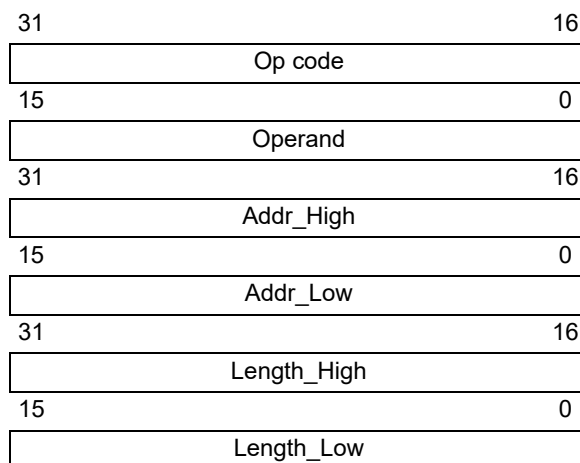 31 16
Op code
15 0
Operand
31 16
Addr_High
15 0
Addr_Low
31 16
Length_High
15 0
Length_Low